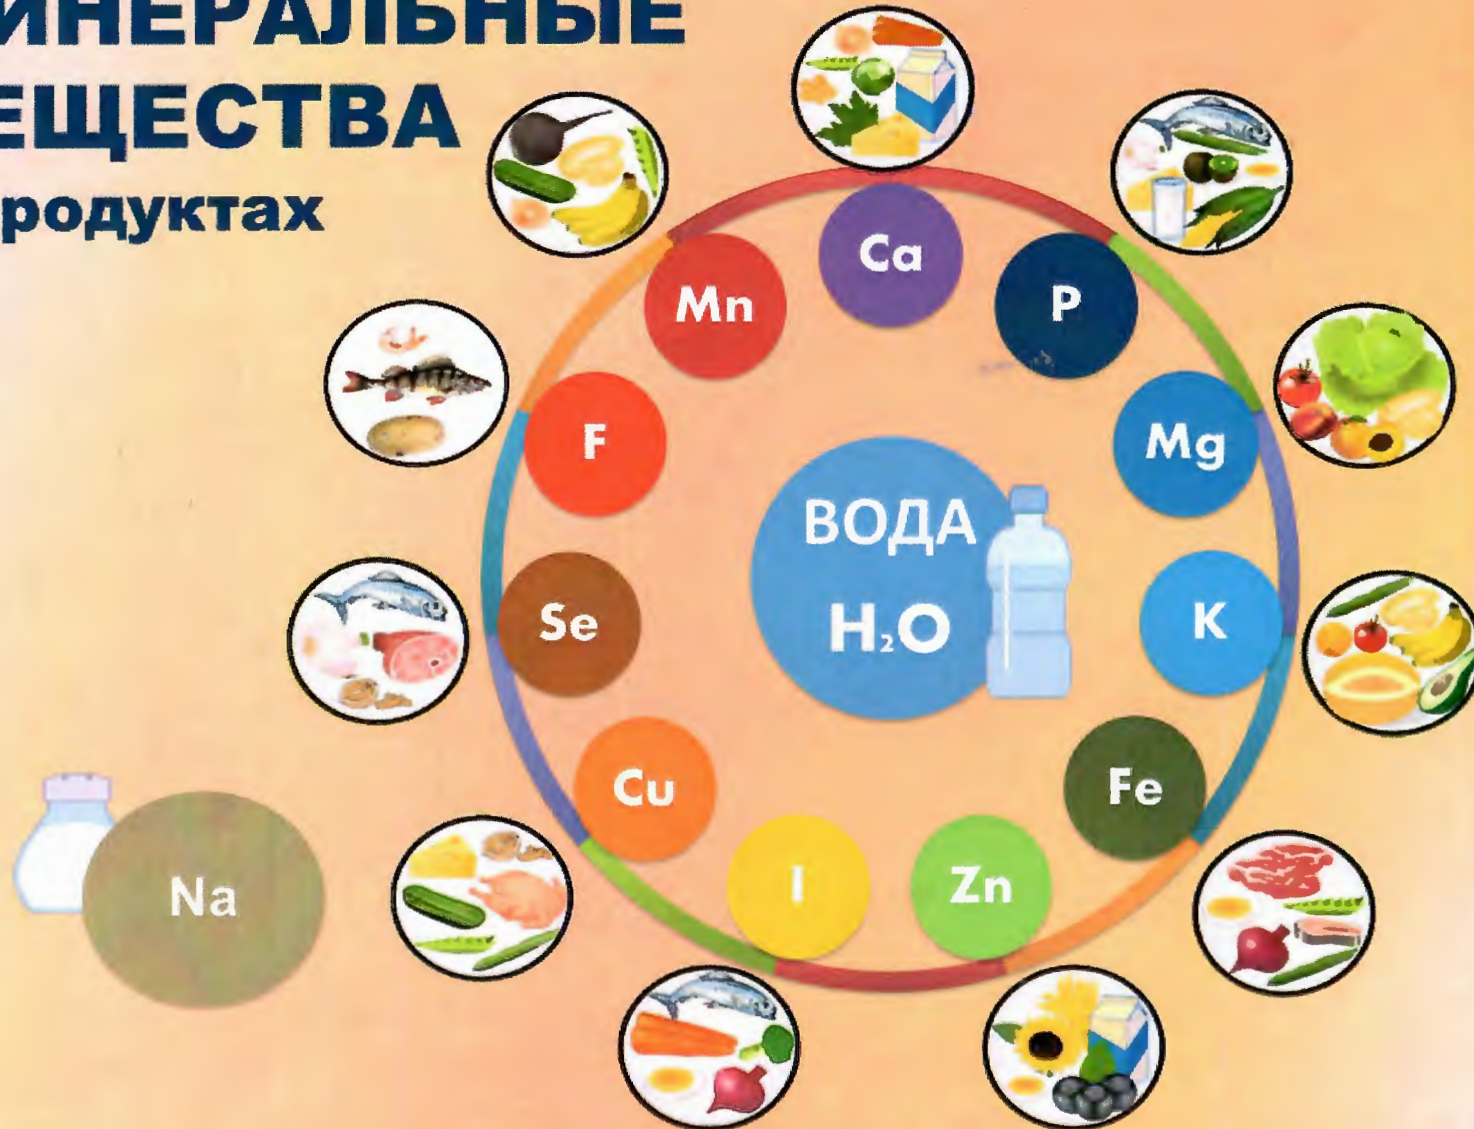 ИНЕРАЛЬНЫЕ
ЕЩЕСТВА
родуктах
Ca
Mn
P
F
Mg
ВОДА
H₂O
Se
K
Cu
Fe
I
Zn
Na